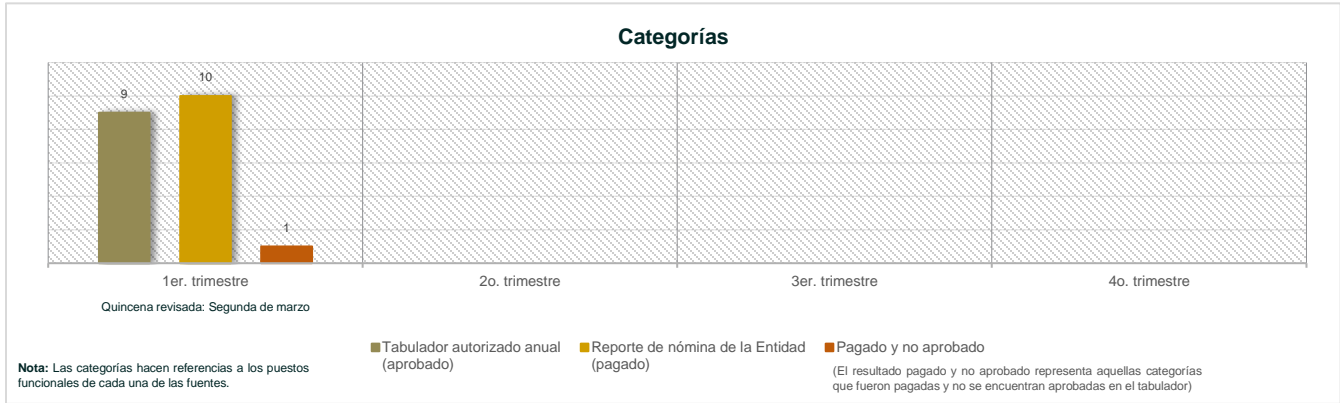 Categorías
9
10
1
1er. trimestre
2o. trimestre
3er. trimestre
4o. trimestre
Quincena revisada: Segunda de marzo
Tabulador autorizado anual
(aprobado)
Reporte de nómina de la Entidad
(pagado)
Pagado y no aprobado
(El resultado pagado y no aprobado representa aquellas categorías
que fueron pagadas y no se encuentran aprobadas en el tabulador)
Nota: Las categorías hacen referencias a los puestos
funcionales de cada una de las fuentes.